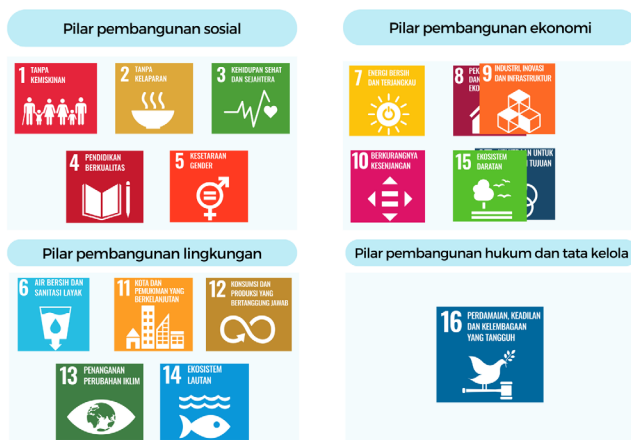 Pilar pembangunan sosial
1 TANPA
KEMISKINAN
2 TANPA
KELAPARAN
3 KEHIDUPAN SEHAT
DAN SEJAHTERA
4 PENDIDIKAN
BERKUALITAS
5 KESETARAAN
GENDER
Pilar pembangunan ekonomi
7 ENERGI BERSIH
DAN TERJANGKAU
8
DAN
9 INDUSTRI, INOVASI
DAN INFRASTRUKTUR
10 BERKURANGNYA
KESENJANGAN
15 EKOSISTEM
DARATAN
UNTUK
TUJUAN
Pilar pembangunan lingkungan
6 AIR BERSIH DAN
SANITASI LAYAK
11 KOTA DAN
PEMUKIMAN YANG
BERKELANJUTAN
12 KONSUMSI DAN
PRODUKSI YANG
BERTANGGUNG JAWAB
13 PENANGANAN
PERUBAHAN IKLIM
14 EKOSISTEM
LAUTAN
Pilar pembangunan hukum dan tata kelola
16 PERDAMAIAN, KEADILAN
DAN KELEMBAGAAN
YANG TANGGUH